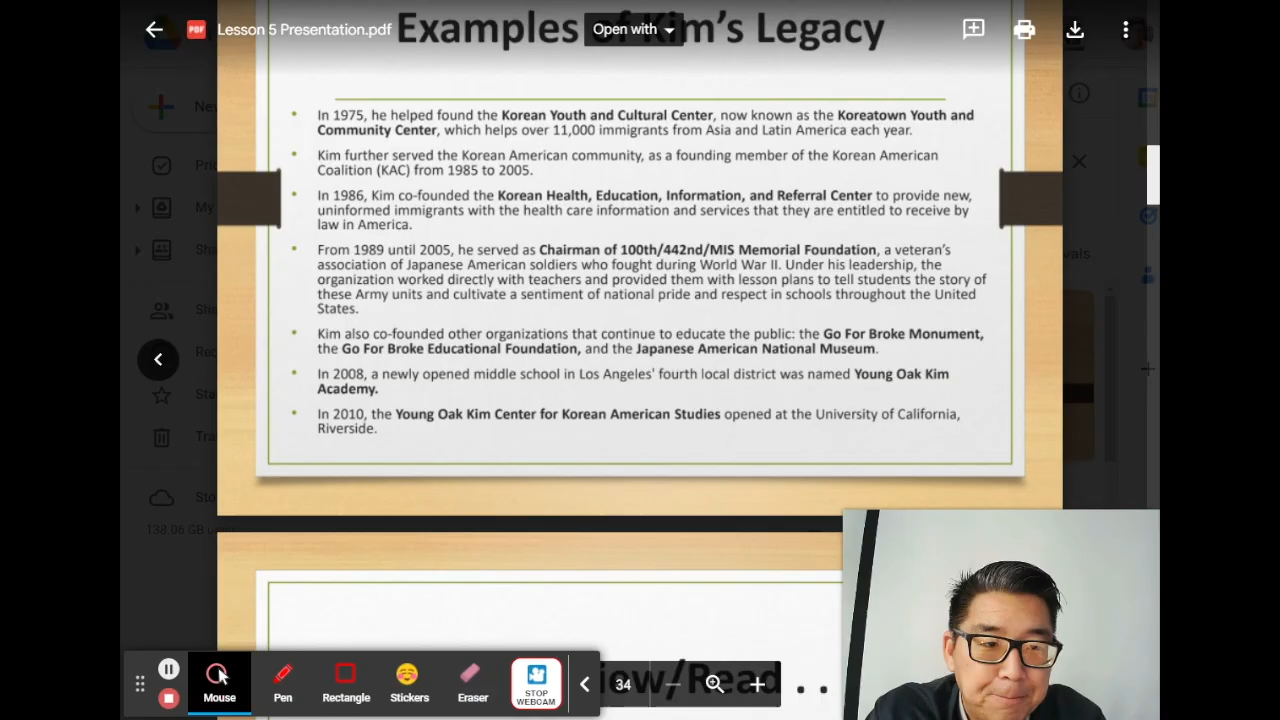 Lesson 5 Presentation.pdf
Open with
Examples of Kim's Legacy
In 1975, he helped found the Korean Youth and Cultural Center, now known as the Koreatown Youth and
Community Center, which helps over 11,000 immigrants from Asia and Latin America each year.
Kim further served the Korean American community, as a founding member of the Korean American
Coalition (KAC) from 1985 to 2005.
In 1986, Kim co-founded the Korean Health, Education, Information, and Referral Center to provide new,
uninformed immigrants with the health care information and services that they are entitled to receive by
law in America.
From 1989 until 2005, he served as Chairman of 100th/442nd/MIS Memorial Foundation, a veteran's
association of Japanese American soldiers who fought during World War II. Under his leadership, the
organization worked directly with teachers and provided them with lesson plans to tell students the story of
these Army units and cultivate a sentiment of national pride and respect in schools throughout the United
States.
Kim also co-founded other organizations that continue to educate the public: the Go For Broke Monument,
the Go For Broke Educational Foundation, and the Japanese American National Museum.
In 2008, a newly opened middle school in Los Angeles' fourth local district was named Young Oak Kim
Academy.
In 2010, the Young Oak Kim Center for Korean American Studies opened at the University of California,
Riverside.
138.06 GB
iew/Read . . .
34
Mouse
Pen
Rectangle
Stickers
Eraser
STOP
WEBCAM